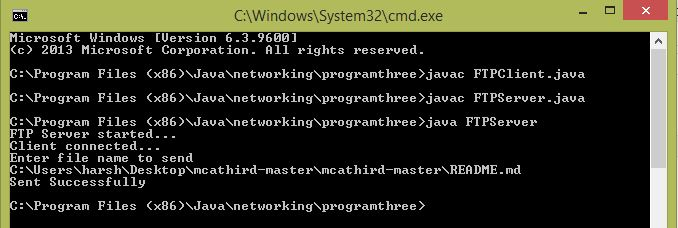 C:\Windows\System32\cmd.exe
Microsoft Windows [Version 6.3.9600]
(c) 2013 Microsoft Corporation. All rights reserved.
C:\Program Files (x86)\Java\networking\programthree>javac FTPClient.java
C:\Program Files (x86)\Java\networking\programthree>javac FTPServer.java
C:\Program Files (x86)\Java\networking\programthree>java FTPServer
FTP Server started...
Client connected...
Enter file name to send
C:\Users\harsh\Desktop\mcathird-master\mcathird-master\README.md
Sent Successfully
C:\Program Files (x86)\Java\networking\programthree>